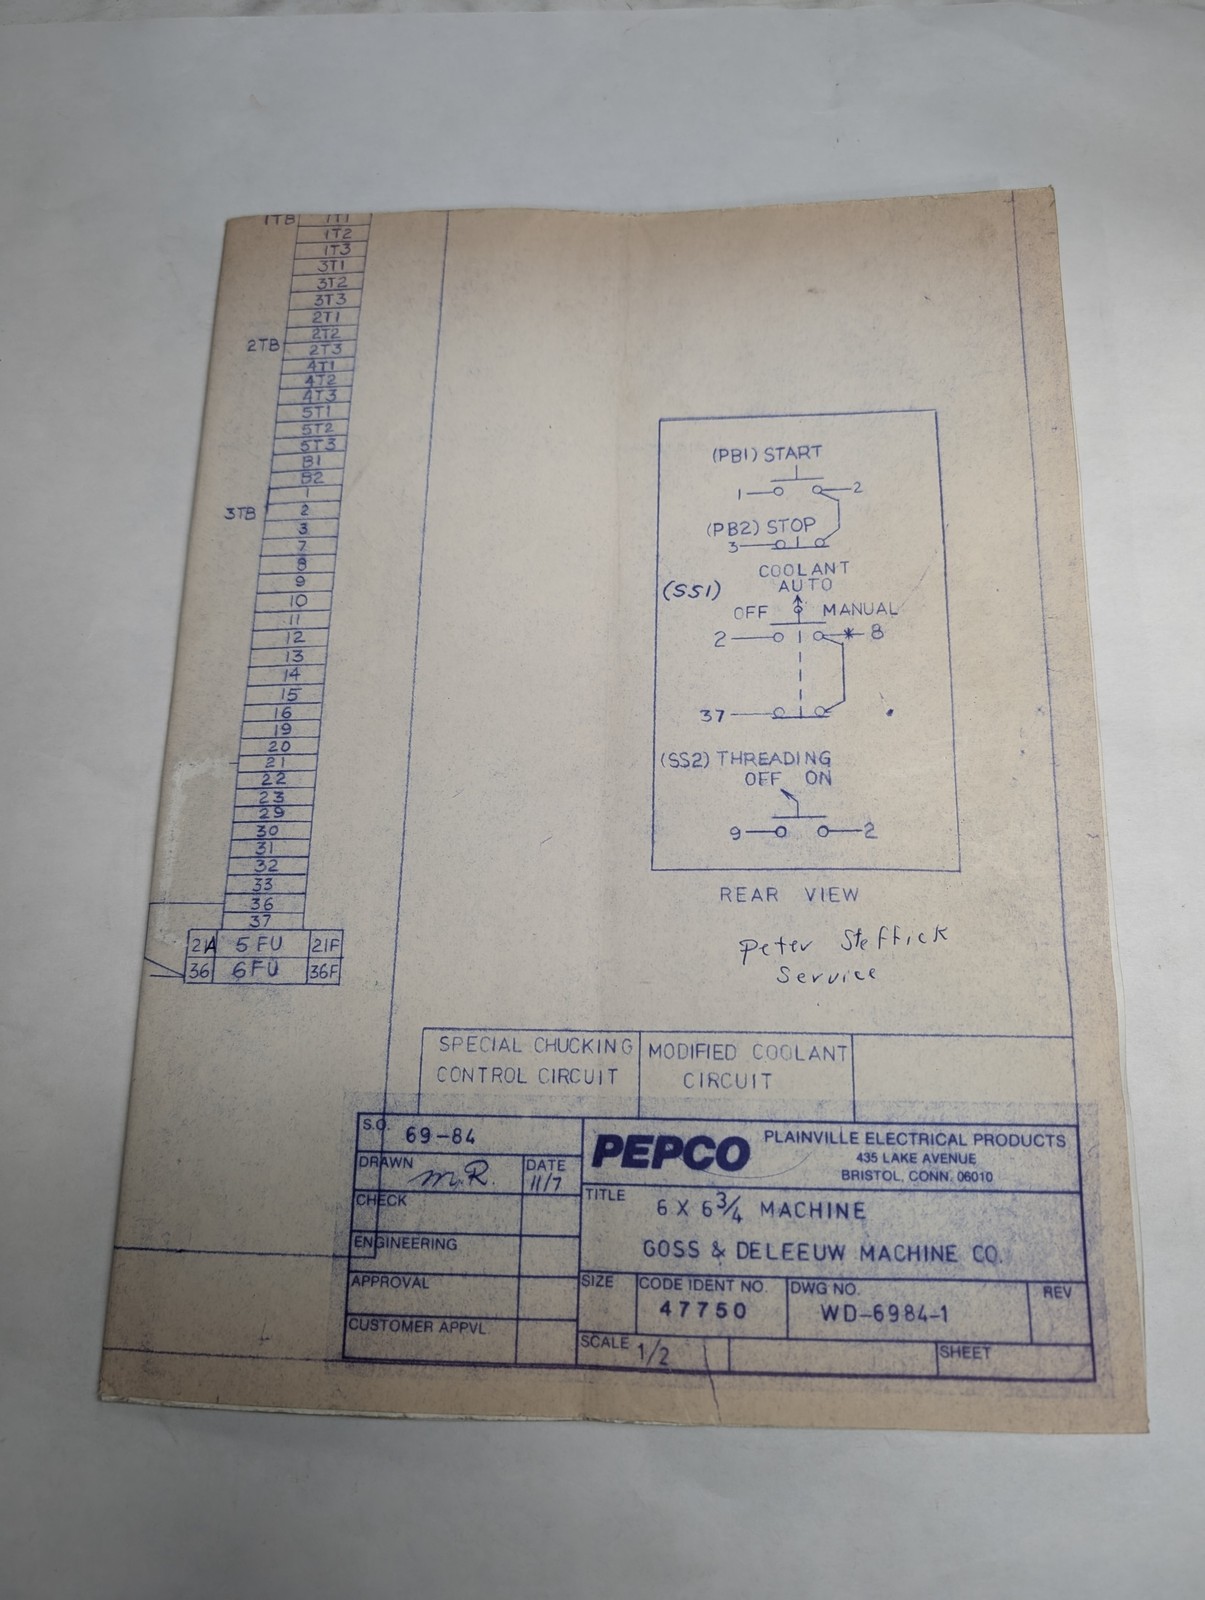 1TB 1T1
1T2
1T3
3T1
3T2
3T3
2T1
2T2
2TB 2T3
4T1
4T2
4T3
5T1
5T2
5T3
B1
B2
1
3TB 2
3
7
8
9
10
11
12
13
14
15
16
19
20
21
22
23
29
30
31
32
33
36
37
21A 5 FU 21F
36 6FU 36F
(PB1) START
1 2
(PB2) STOP
3
COOLANT
(SS1) AUTO
OFF MANUAL
2 * 8
37
(SS2) THREADING
OFF ON
9 2
REAR VIEW
Peter Steffick
Service
SPECIAL CHUCKING
CONTROL CIRCUIT
MODIFIED COOLANT
CIRCUIT
S.O. 69-84
DRAWN M.R. DATE 11/7
CHECK
ENGINEERING
APPROVAL
CUSTOMER APPVL.
PEPCO
PLAINVILLE ELECTRICAL PRODUCTS
435 LAKE AVENUE
BRISTOL, CONN. 06010
TITLE 6 X 6 3/4 MACHINE
GOSS & DELEEUW MACHINE CO.
SIZE
CODE IDENT NO.
47750
DWG NO.
WD-6984-1
REV
SCALE 1/2
SHEET